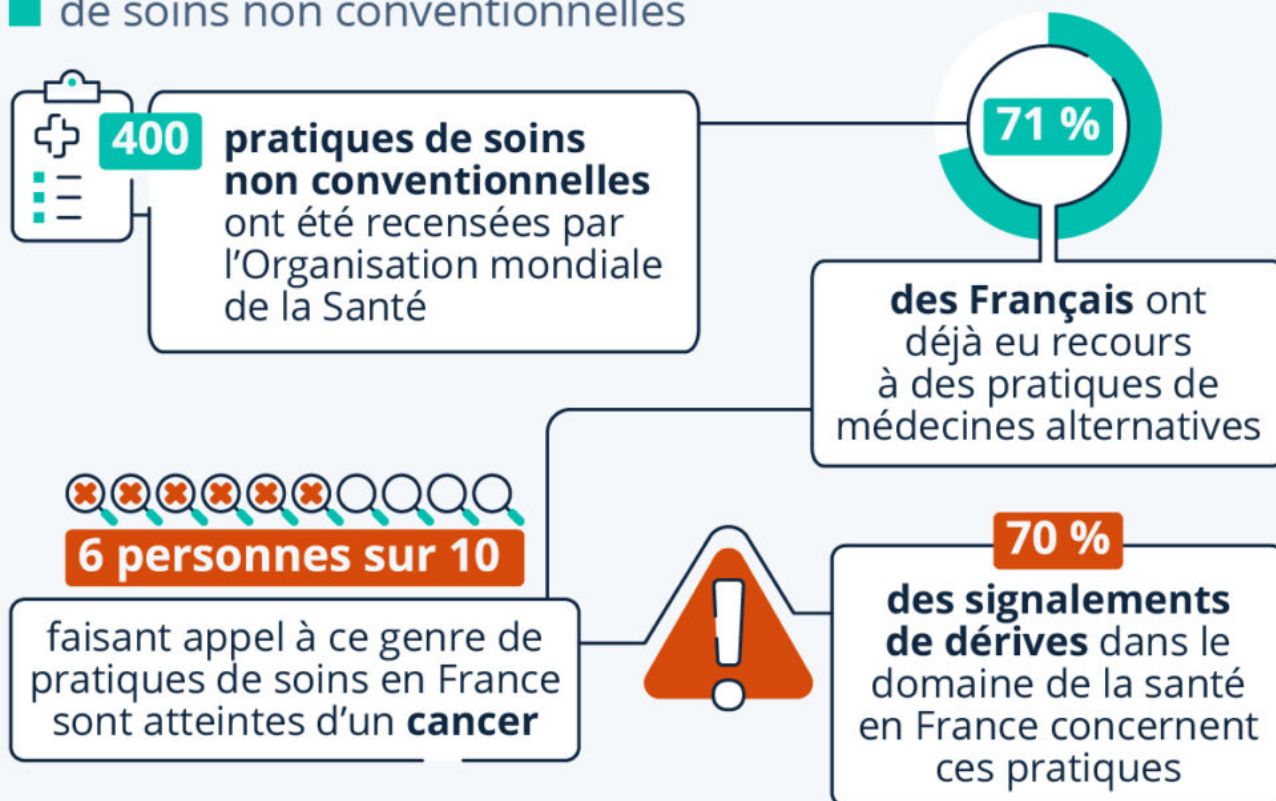 de soins non conventionnelles
400
pratiques de soins
non conventionnelles
ont été recensées par
l’Organisation mondiale
de la Santé
71 %
des Français ont
déjà eu recours
à des pratiques de
médecines alternatives
6 personnes sur 10
faisant appel à ce genre de
pratiques de soins en France
sont atteintes d’un cancer
70 %
des signalements
de dérives dans le
domaine de la santé
en France concernent
ces pratiques